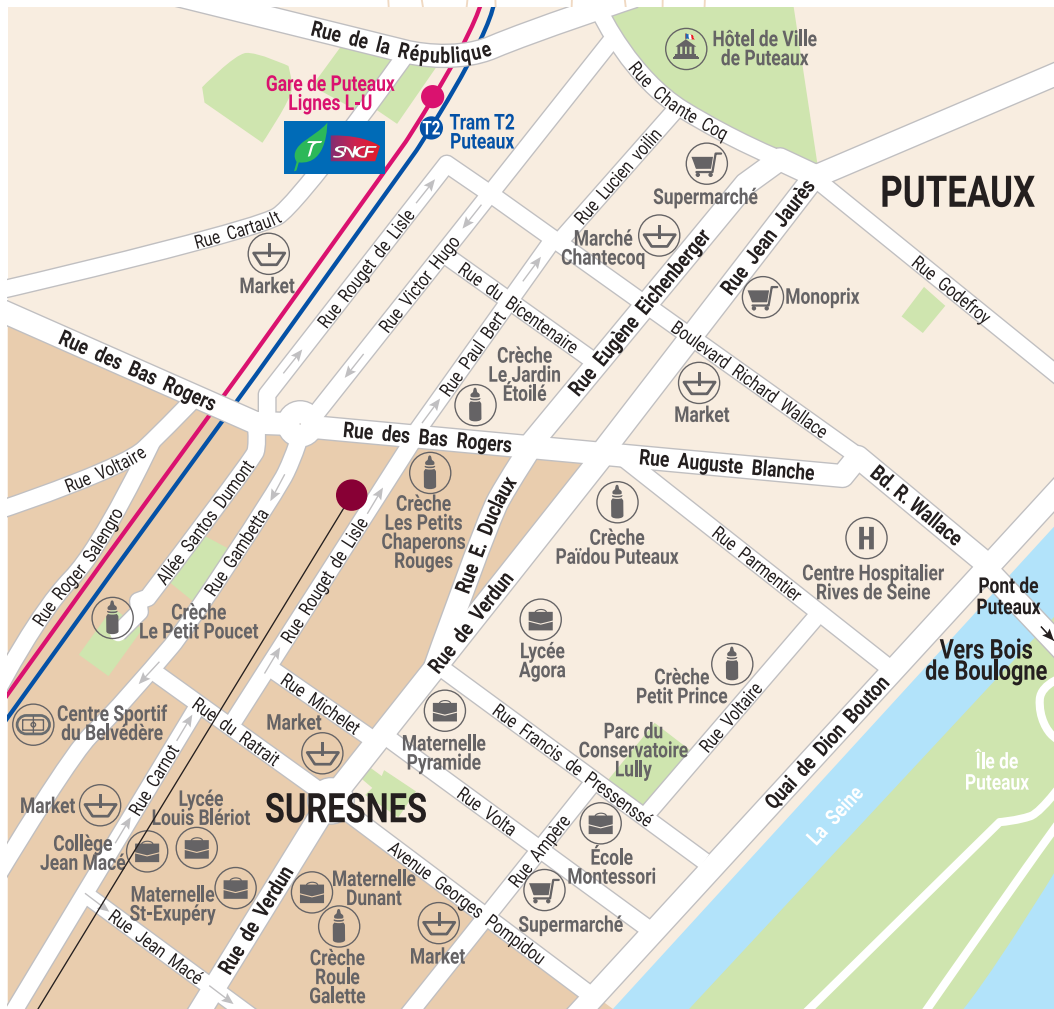 Rue de la République
Hôtel de Ville
de Puteaux
Gare de Puteaux
Lignes L-U
T SNCF
T2
Tram T2
Puteaux
Rue Chante Coq
Rue Lucien voilin
Supermarché
PUTEAUX
Rue Cartault
Market
Rue Rouget de Lisle
Rue Victor Hugo
Marché
Chantecoq
Rue Eugène Eichenberger
Rue Jean Jaurès
Rue Godefroy
Monoprix
Rue du Bicentenaire
Rue Paul Bert
Boulevard Richard Wallace
Rue des Bas Rogers
Crèche
Le Jardin
Étoilé
Market
Rue des Bas Rogers
Rue Auguste Blanche
Bd. R. Wallace
Rue Voltaire
Allée Santos Dumont
Rue Gambetta
Crèche
Les Petits
Chaperons
Rouges
Rue E. Duclaux
Crèche
Païdou Puteaux
Rue Parmentier
H
Centre Hospitalier
Rives de Seine
Pont de
Puteaux
Vers Bois
de Boulogne
Rue Roger Salengro
Crèche
Le Petit Poucet
Rue Rouget de Lisle
Rue de Verdun
Lycée
Agora
Crèche
Petit Prince
Rue Voltaire
Centre Sportif
du Belvédère
Rue du Ratrait
Rue Michelet
Market
Maternelle
Pyramide
Rue Francis de Pressenssé
Parc du
Conservatoire
Lully
Quai de Dion Bouton
Île de
Puteaux
La Seine
Market
Rue Carnot
Lycée
Louis Blériot
SURESNES
Rue Volta
Collège
Jean Macé
Rue Ampère
École
Montessori
Avenue Georges Pompidou
Maternelle
St-Exupéry
Maternelle
Dunant
Supermarché
Rue Jean Macé
Rue de Verdun
Crèche
Roule
Galette
Market